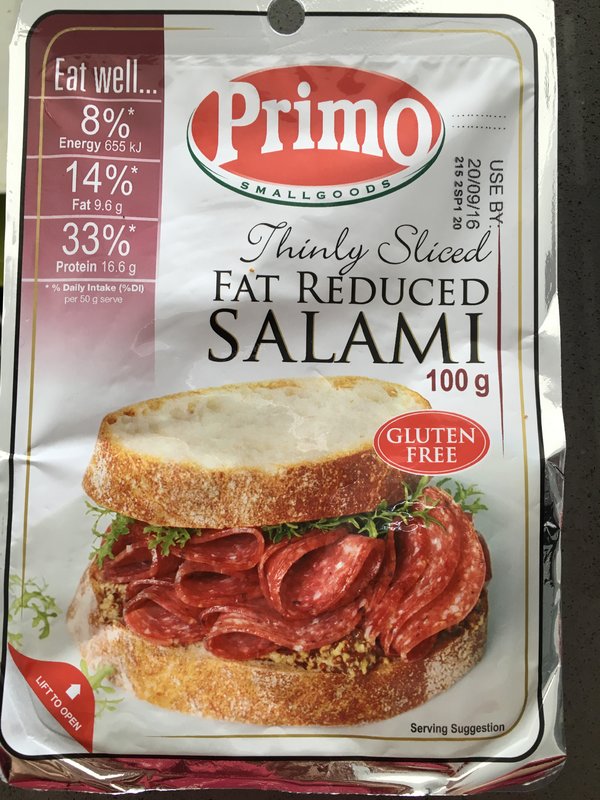 Eat well...
8%*
Energy 655 kJ
14%*
Fat 9.6 g
33%*
Protein 16.6 g
* % Daily Intake (%DI)
per 50 g serve
Primo
SMALLGOODS
USE BY:
20/09/16
215 2SP1 20
Thinly Sliced
FAT REDUCED
SALAMI
100 g
GLUTEN
FREE
LIFT TO OPEN
Serving Suggestion